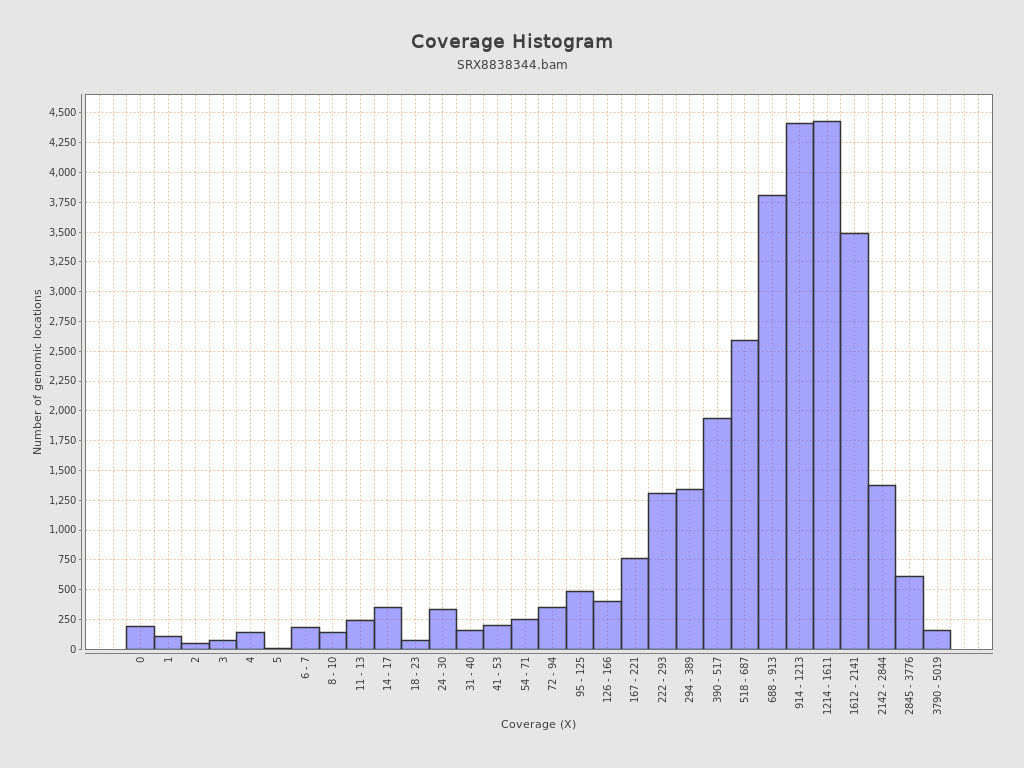 Coverage Histogram
SRX8838344.bam
Number of genomic locations
4,500
4,250
4,000
3,750
3,500
3,250
3,000
2,750
2,500
2,250
2,000
1,750
1,500
1,250
1,000
750
500
250
0
0
1
2
3
4
5
6 - 7
8 - 10
11 - 13
14 - 17
18 - 23
24 - 30
31 - 40
41 - 53
54 - 71
72 - 94
95 - 125
126 - 166
167 - 221
222 - 293
294 - 389
390 - 517
518 - 687
688 - 913
914 - 1213
1214 - 1611
1612 - 2141
2142 - 2844
2845 - 3776
3790 - 5019
Coverage (X)